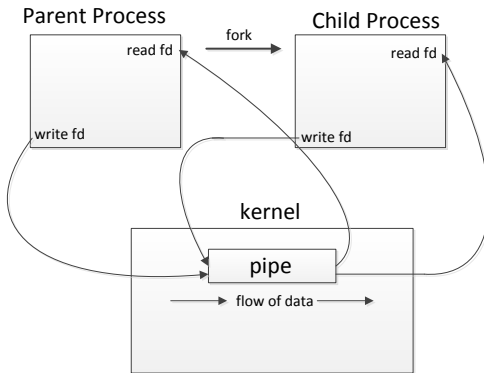 Parent Process
Child Process
fork
read fd
read fd
write fd
write fd
kernel
pipe
flow of data